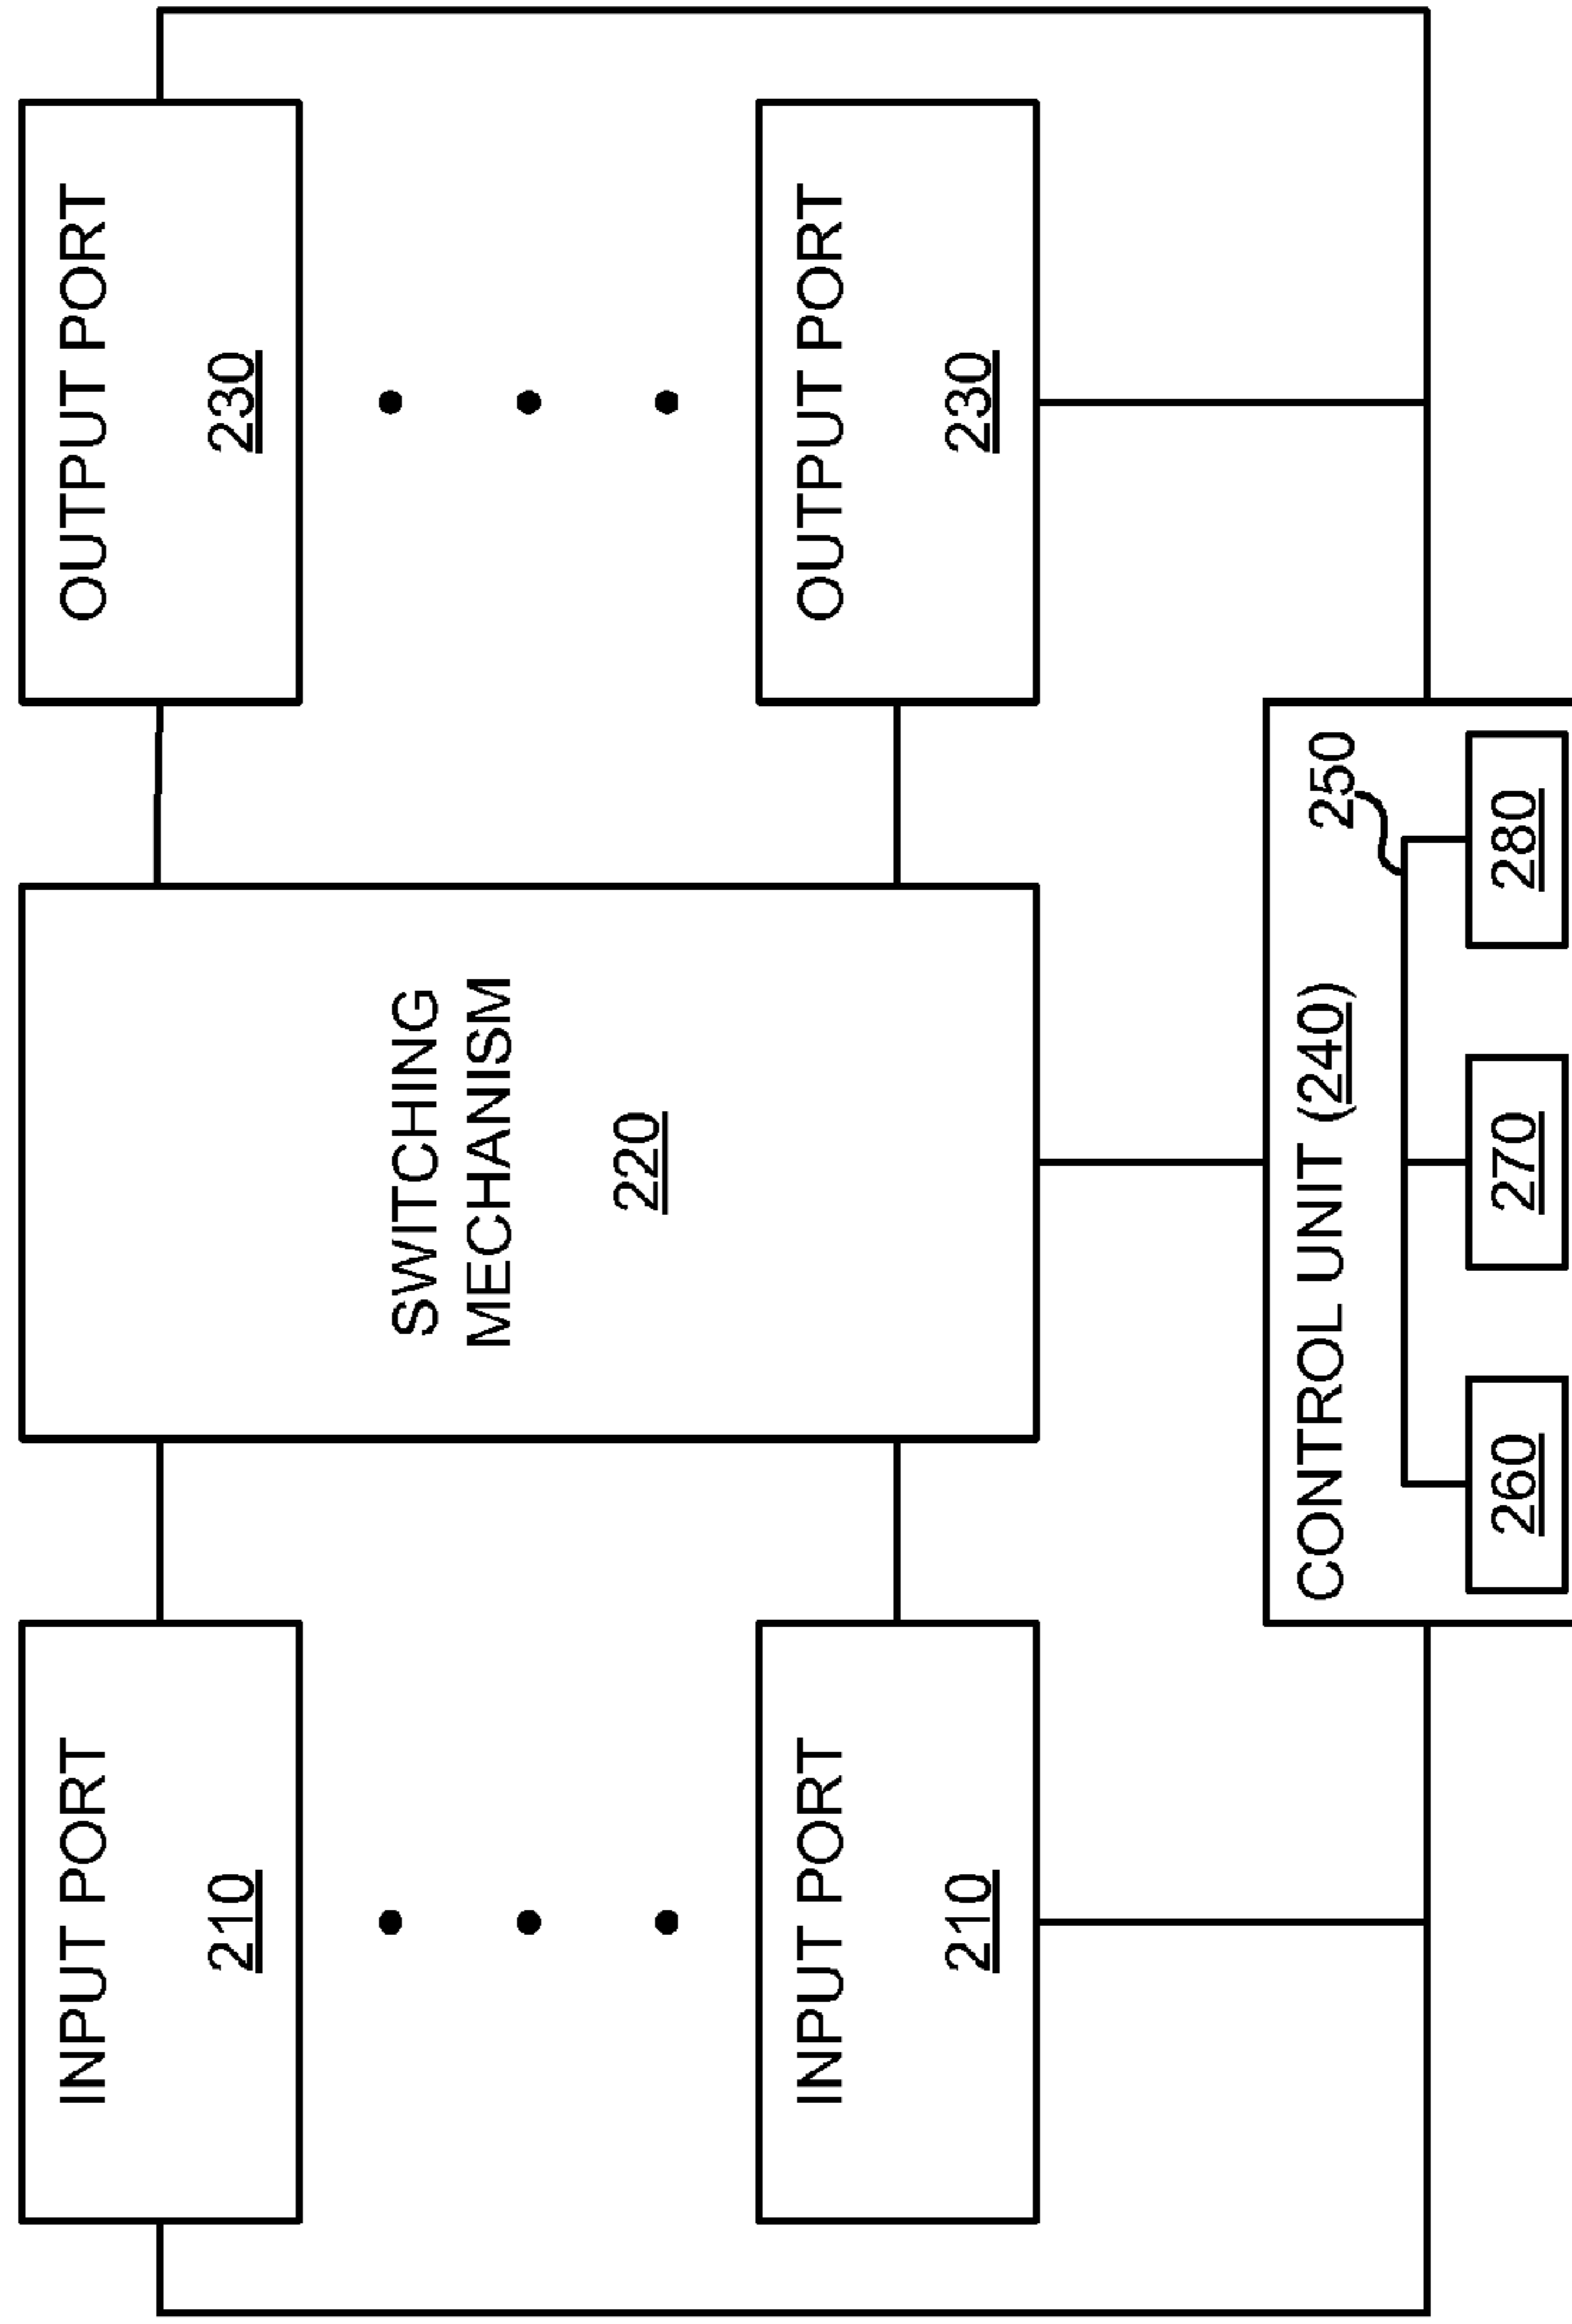 INPUT PORT
210
INPUT PORT
210
SWITCHING
MECHANISM
220
OUTPUT PORT
230
OUTPUT PORT
230
CONTROL UNIT (240))
250
260
270
280